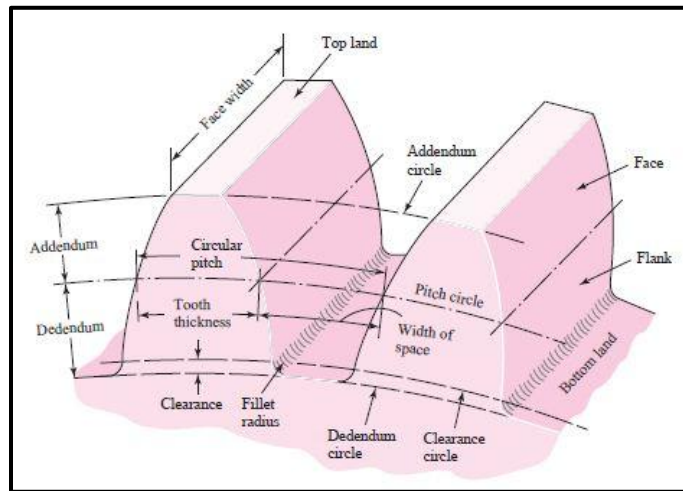 Top land
Face width
Addendum
circle
Face
Addendum
Circular
pitch
Flank
Pitch circle
Tooth
thickness
Dedendum
Width of
space
Bottom land
Clearance
Fillet
radius
Dedendum
circle
Clearance
circle